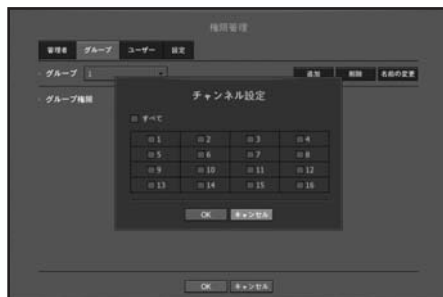 権限管理
管理者 グループ ユーザー 設定
・グループ 1 追加 削除 名前の変更
・グループ権限
チャンネル設定
すべて
1 2 3 4
5 6 7 8
9 10 11 12
13 14 15 16
OK キャンセル
OK キャンセル